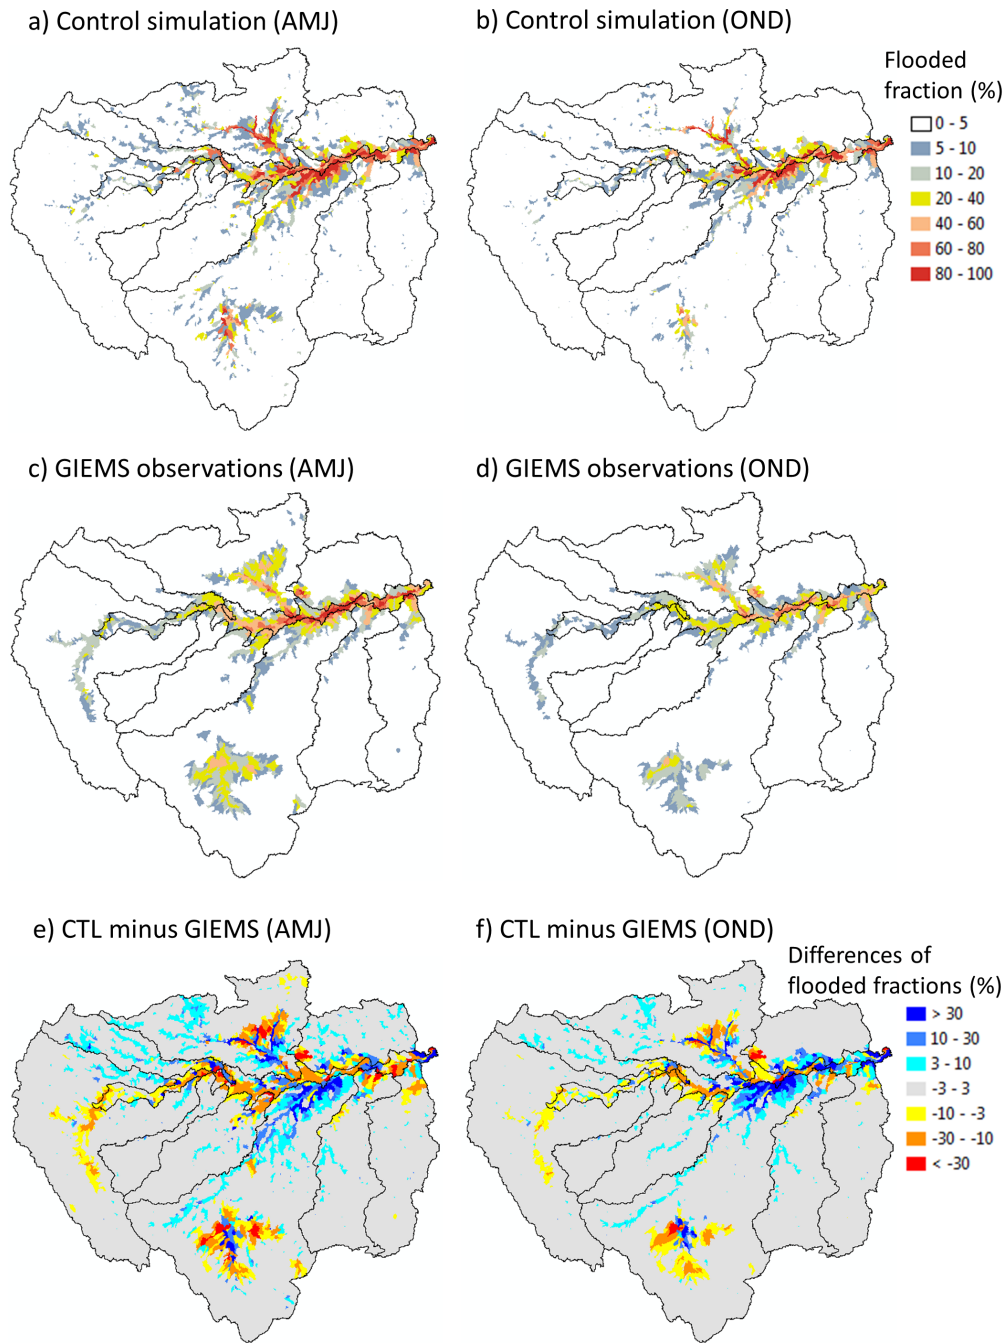 a) Control simulation (AMJ)
b) Control simulation (OND)
Flooded
fraction (%)
0 - 5
5 - 10
10 - 20
20 - 40
40 - 60
60 - 80
80 - 100
c) GIEMS observations (AMJ)
d) GIEMS observations (OND)
e) CTL minus GIEMS (AMJ)
f) CTL minus GIEMS (OND)
Differences of
flooded fractions (%)
> 30
10 - 30
3 - 10
-3 - 3
-10 - -3
-30 - -10
< -30